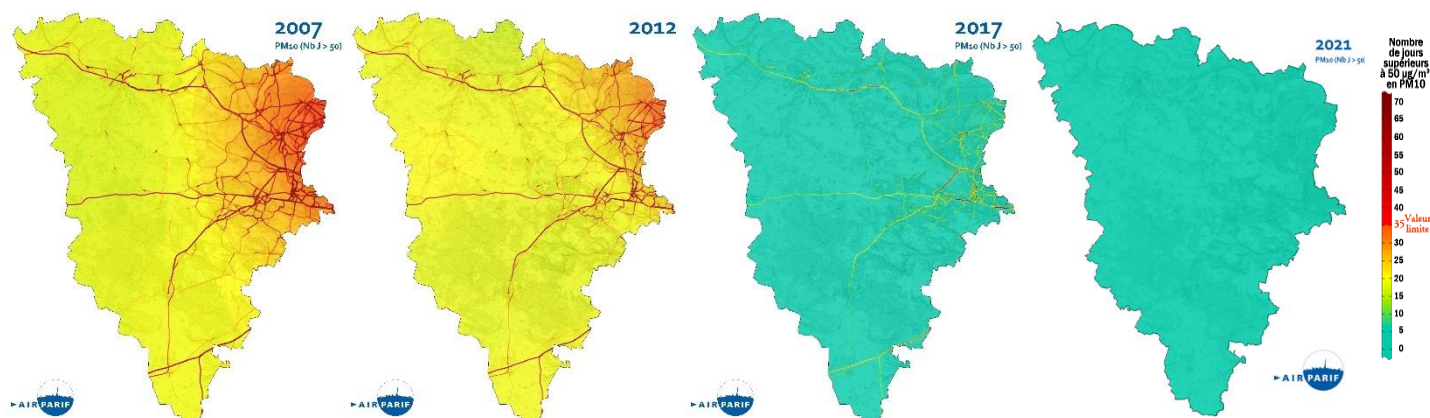 2007
PM10 (Nb J > 50)
2012
2017
PM10 (Nb J > 50)
2021
PM10 (Nb J > 50)
Nombre
de jours
supérieurs
à 50 µg/m³
en PM10
70
65
60
55
50
45
40
35 Valeur
limite
30
25
20
15
10
5
0
AIRPARIF
AIRPARIF
AIRPARIF
AIRPARIF